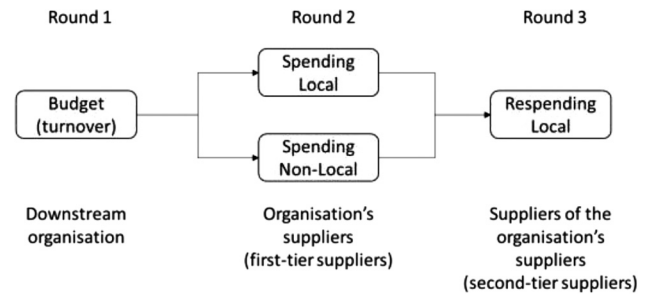 Round 1
Round 2
Round 3
Budget
(turnover)
Spending
Local
Spending
Non-Local
Respending
Local
Downstream
organisation
Organisation's
suppliers
(first-tier suppliers)
Suppliers of the
organisation's
suppliers
(second-tier suppliers)